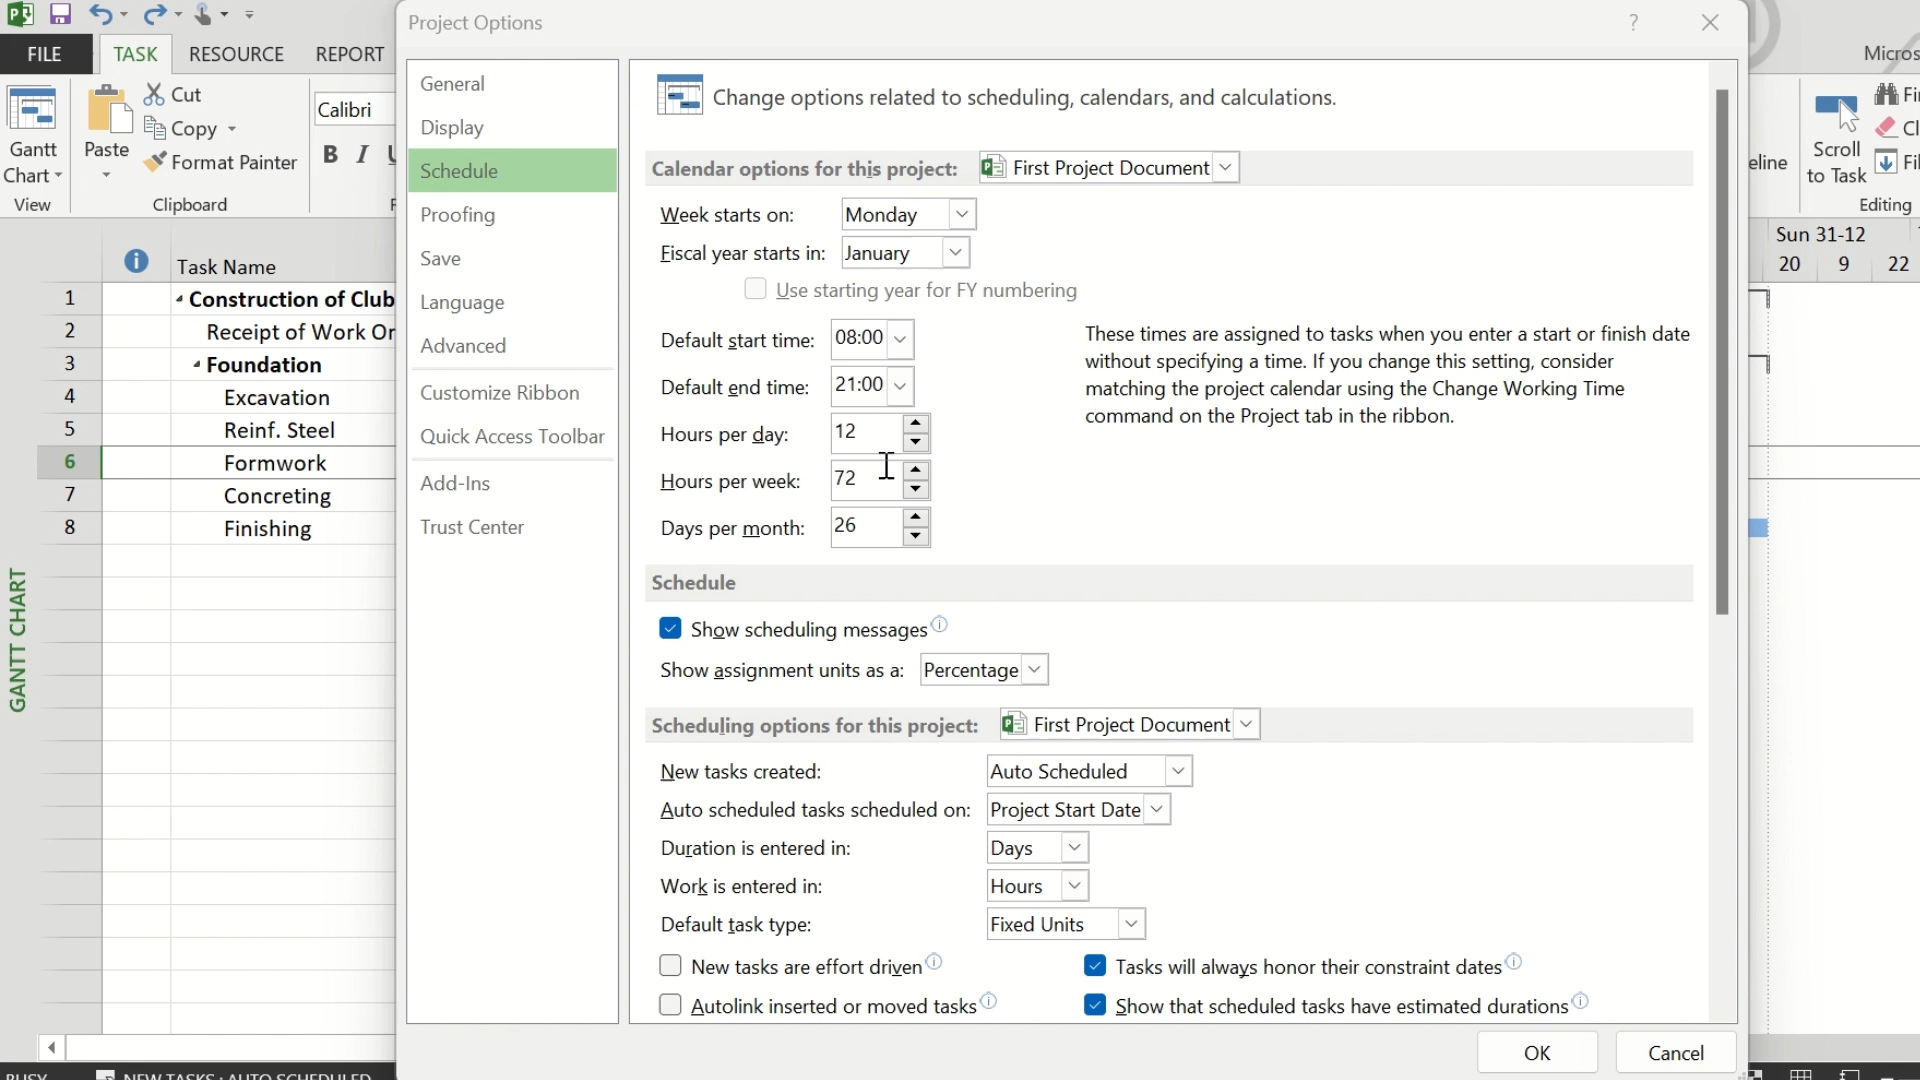 Project Options
?
FILE
TASK
RESOURCE
REPORT
Gantt
Chart
View
Paste
Cut
Copy
Format Painter
Clipboard
Calibri
B I U
Task Name
1 Construction of Club
2 Receipt of Work Or
3 Foundation
4 Excavation
5 Reinf. Steel
6 Formwork
7 Concreting
8 Finishing
GANTT CHART
BUSY
NEW TASKS : AUTO SCHEDULED
General
Display
Schedule
Proofing
Save
Language
Advanced
Customize Ribbon
Quick Access Toolbar
Add-Ins
Trust Center
Change options related to scheduling, calendars, and calculations.
Calendar options for this project: First Project Document
Week starts on: Monday
Fiscal year starts in: January
Use starting year for FY numbering
Default start time: 08:00
Default end time: 21:00
Hours per day: 12
Hours per week: 72
Days per month: 26
These times are assigned to tasks when you enter a start or finish date
without specifying a time. If you change this setting, consider
matching the project calendar using the Change Working Time
command on the Project tab in the ribbon.
Schedule
Show scheduling messages
Show assignment units as a: Percentage
Scheduling options for this project: First Project Document
New tasks created: Auto Scheduled
Auto scheduled tasks scheduled on: Project Start Date
Duration is entered in: Days
Work is entered in: Hours
Default task type: Fixed Units
New tasks are effort driven
Tasks will always honor their constraint dates
Autolink inserted or moved tasks
Show that scheduled tasks have estimated durations
OK
Cancel
Micros
eline
Scroll
to Task
Fin
Cl
Fil
Editing
Sun 31-12
20 9 22